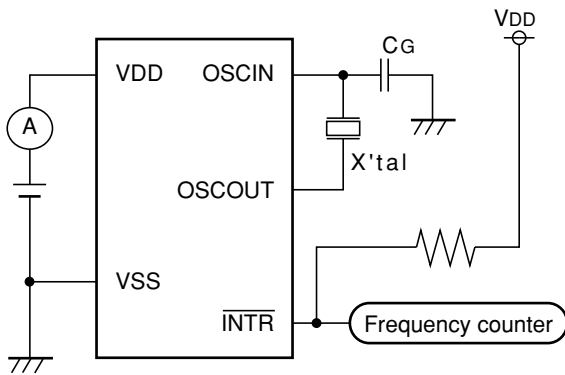 VDD
CG
VDD
OSCIN
A
X'tal
OSCOUT
VSS
INTR
Frequency counter